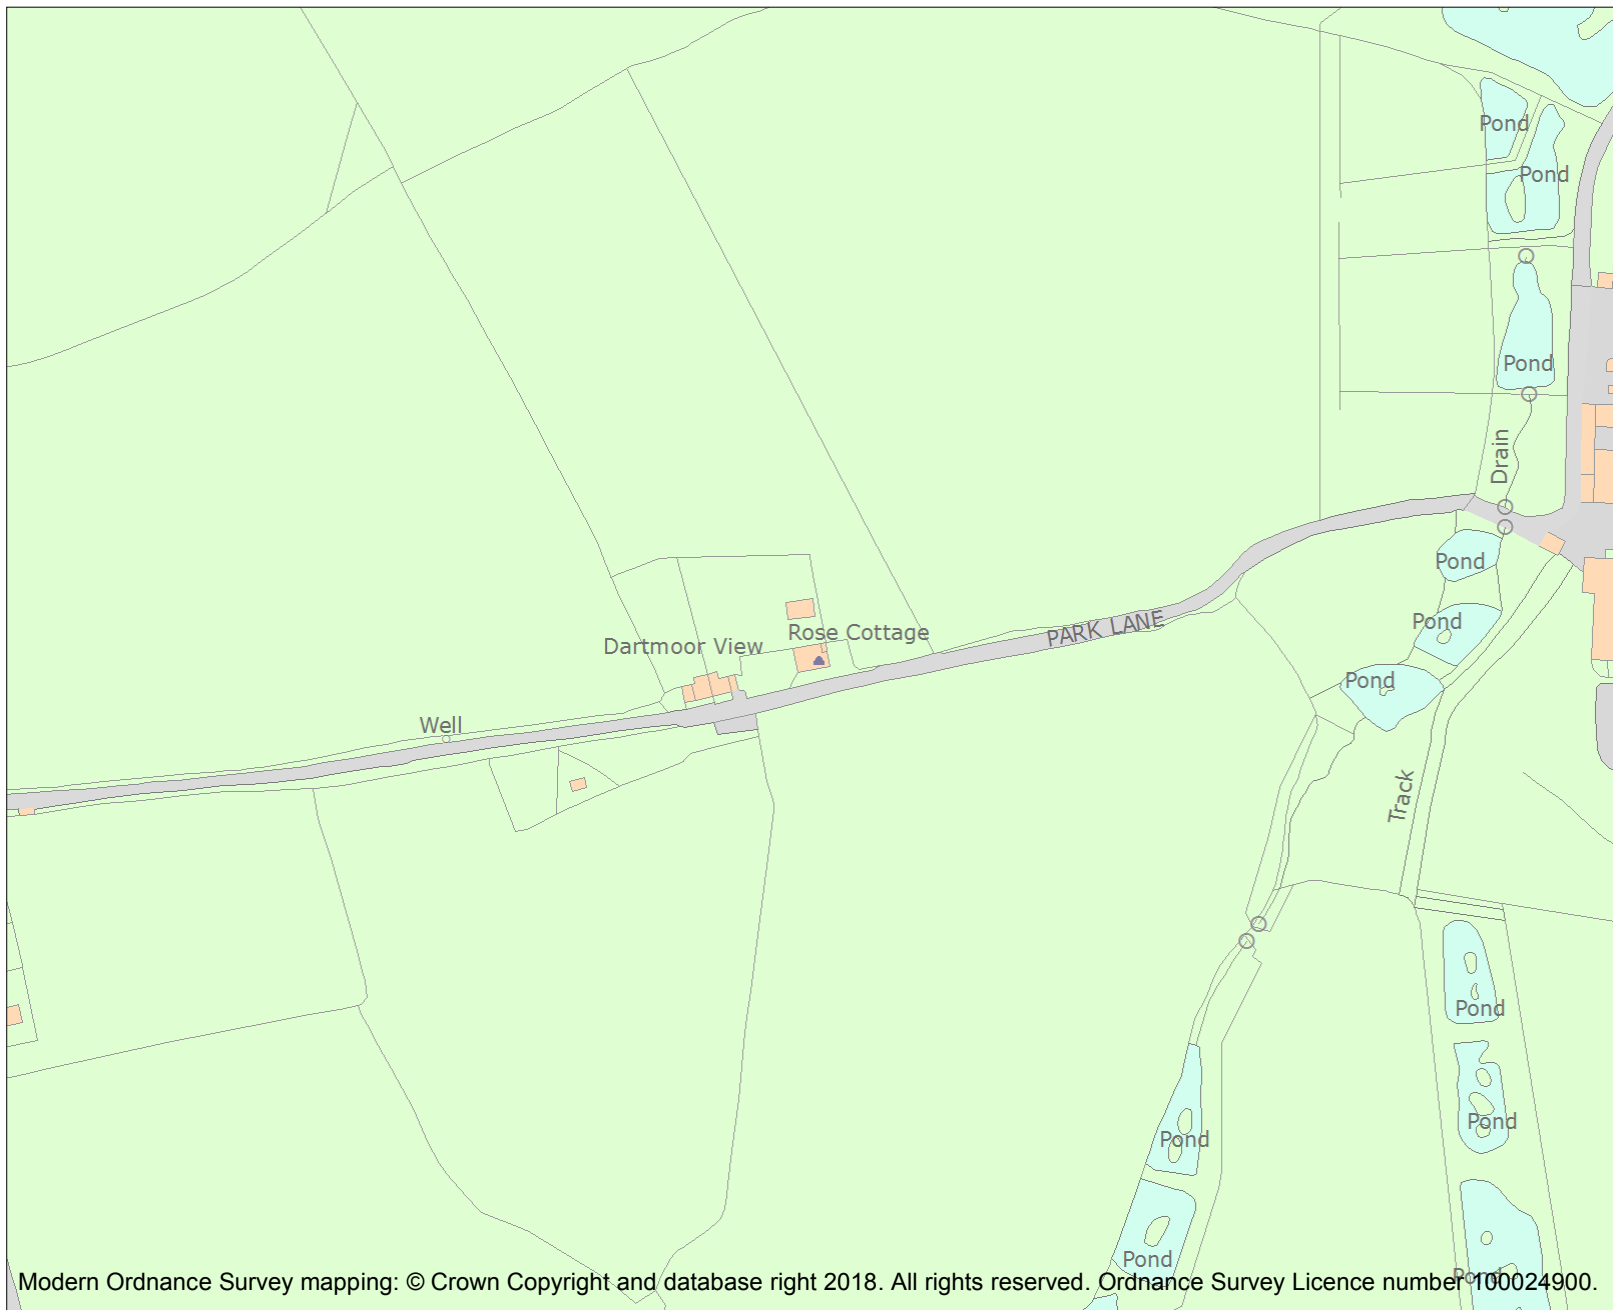 Pond
Pond
Pond
Drain
Pond
Pond
PARK LANE
Rose Cottage
Dartmoor View
Pond
Well
Track
Pond
Pond
Pond
Pond
Pond
Modern Ordnance Survey mapping: © Crown Copyright and database right 2018. All rights reserved. Ordnance Survey Licence number 100024900.